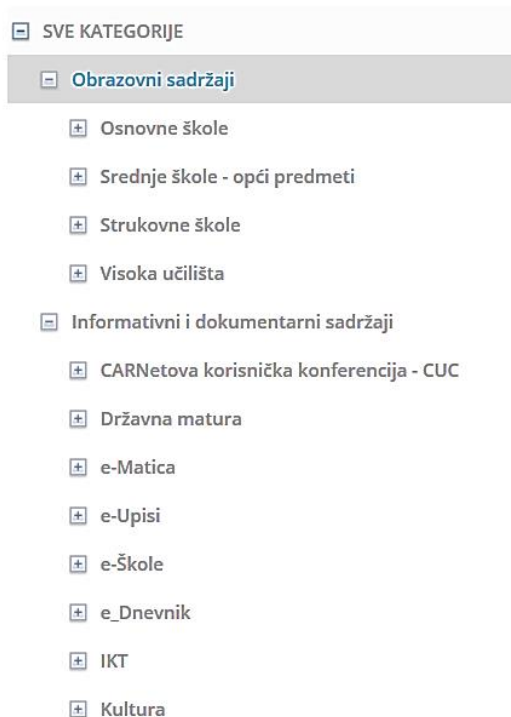 SVE KATEGORIJE
Obrazovni sadržaji
Osnovne škole
Srednje škole - opći predmeti
Strukovne škole
Visoka učilišta
Informativni i dokumentarni sadržaji
CARNetova korisnička konferencija - CUC
Državna matura
e-Matica
e-Upisi
e-Škole
e_Dnevnik
IKT
Kultura